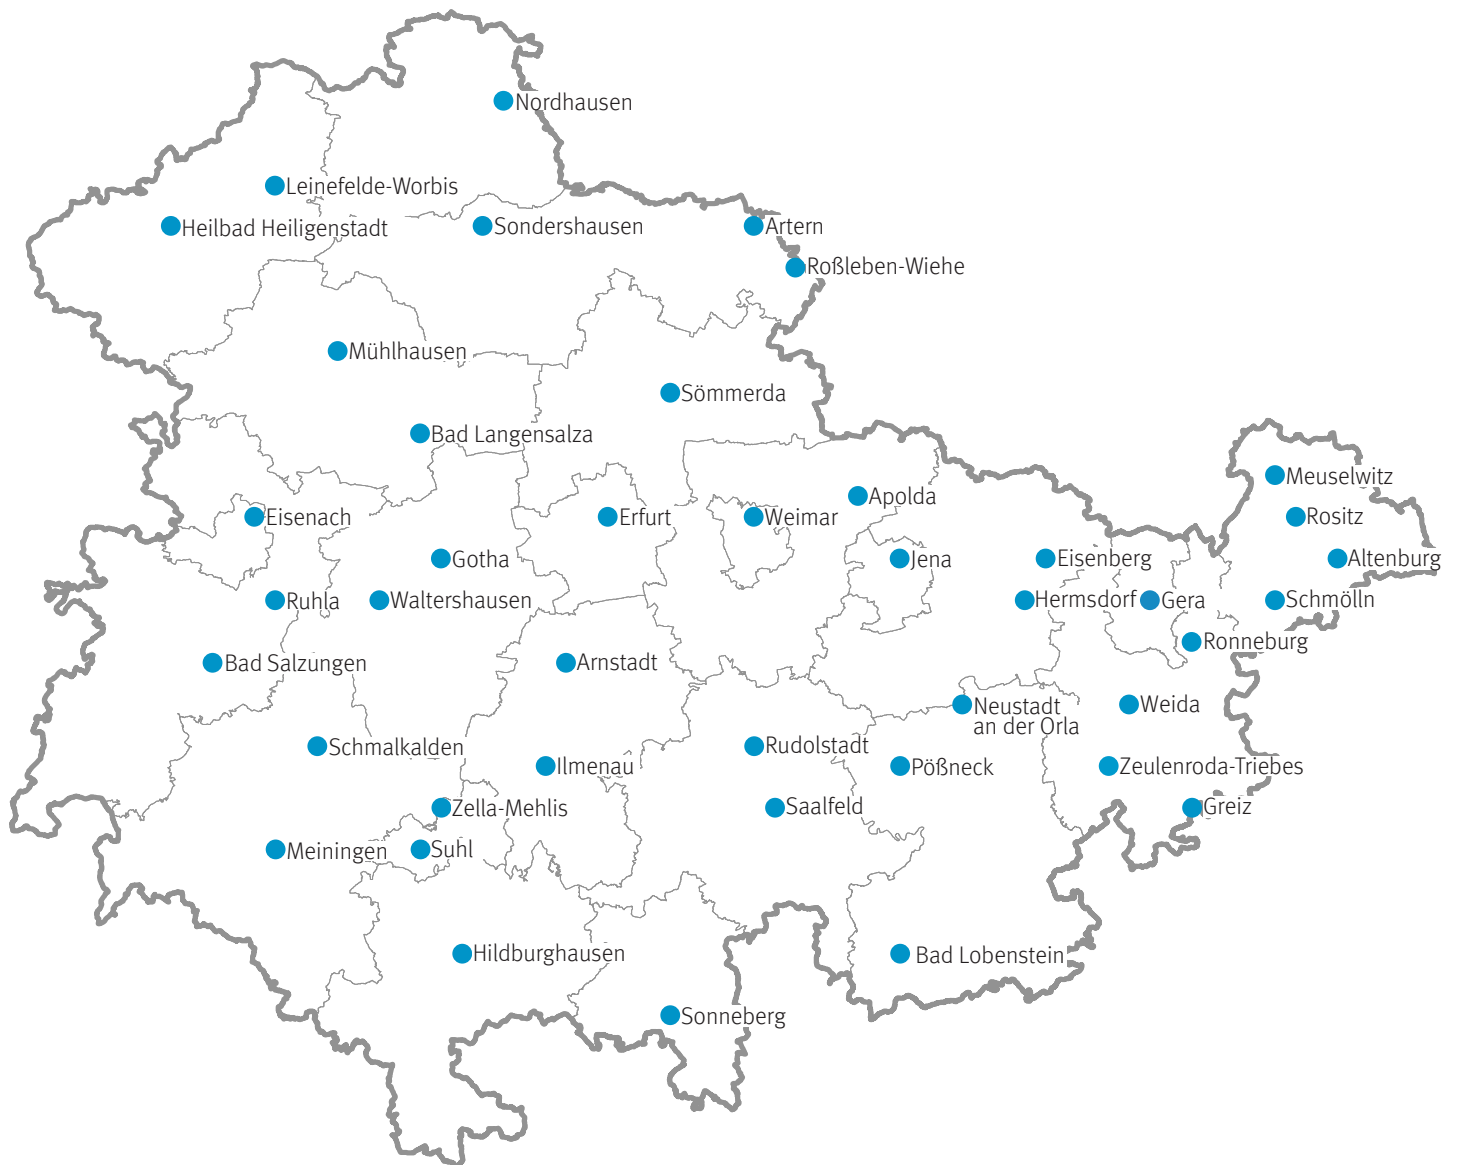 Nordhausen
Leinefelde-Worbis
Heilbad Heiligenstadt
Sondershausen
Artern
Roßleben-Wiehe
Mühlhausen
Sömmerda
Bad Langensalza
Meuselwitz
Apolda
Eisenach
Erfurt
Weimar
Rositz
Gotha
Jena
Eisenberg
Altenburg
Ruhla
Waltershausen
Hermsdorf
Gera
Schmölln
Ronneburg
Bad Salzungen
Arnstadt
Neustadt
an der Orla
Weida
Schmalkalden
Rudolstadt
Ilmenau
Pößneck
Zeulenroda-Triebes
Zella-Mehlis
Saalfeld
Greiz
Meiningen
Suhl
Hildburghausen
Bad Lobenstein
Sonneberg